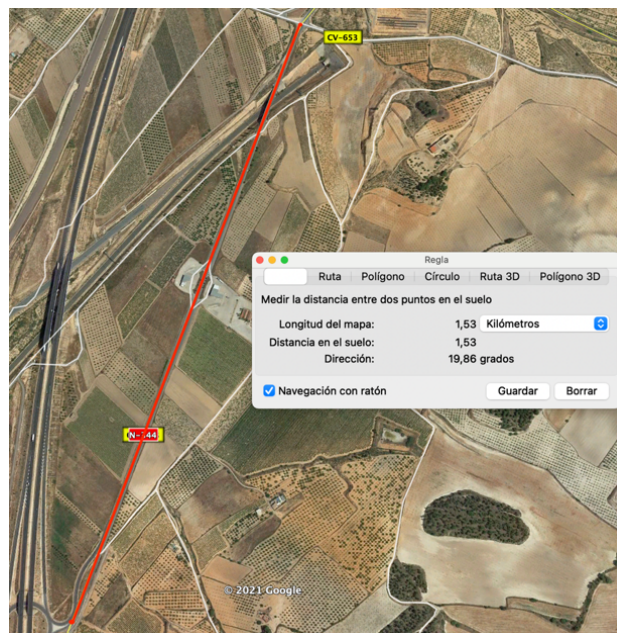 CV-653
Regla
Ruta Polígono Círculo Ruta 3D Polígono 3D
Medir la distancia entre dos puntos en el suelo
Longitud del mapa: 1,53 Kilómetros
Distancia en el suelo: 1,53
Dirección: 19,86 grados
Navegación con ratón Guardar Borrar
© 2021 Google